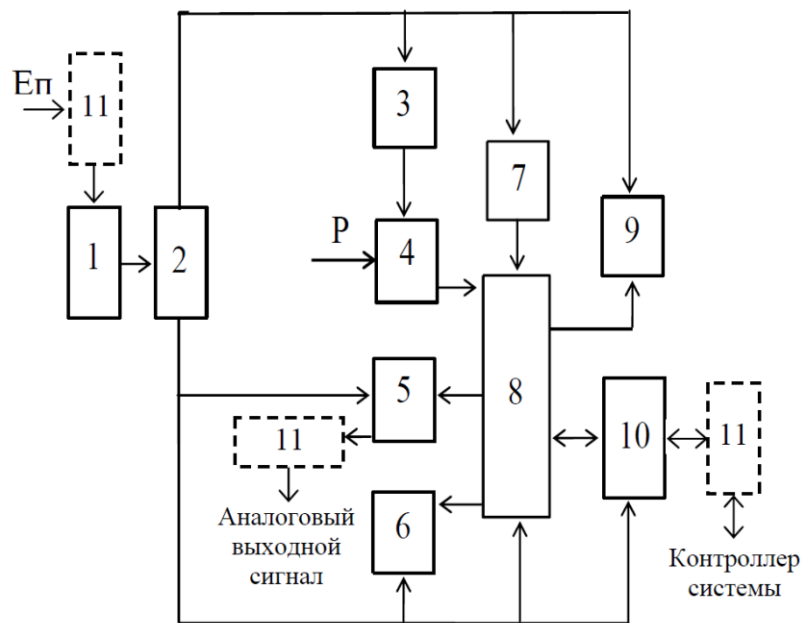 Еп
11
3
7
1
2
P
4
9
5
8
10
11
11
6
Аналоговый
выходной
сигнал
Контроллер
системы